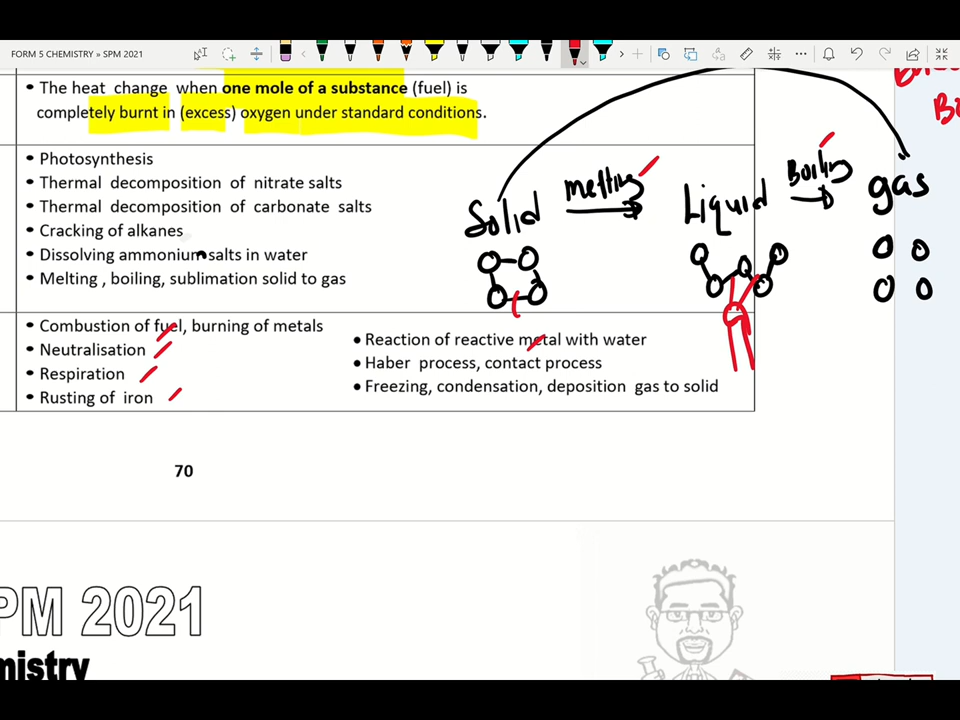 FORM 5 CHEMISTRY » SPM 2021
• The heat change when one mole of a substance (fuel) is
completely burnt in (excess) oxygen under standard conditions.
• Photosynthesis
• Thermal decomposition of nitrate salts
• Thermal decomposition of carbonate salts
• Cracking of alkanes
• Dissolving ammonium salts in water
• Melting , boiling, sublimation solid to gas
Solid melting Liquid Boiling gas
• Combustion of fuel, burning of metals
• Neutralisation
• Respiration
• Rusting of iron
• Reaction of reactive metal with water
• Haber process, contact process
• Freezing, condensation, deposition gas to solid
70
PM 2021
mistry